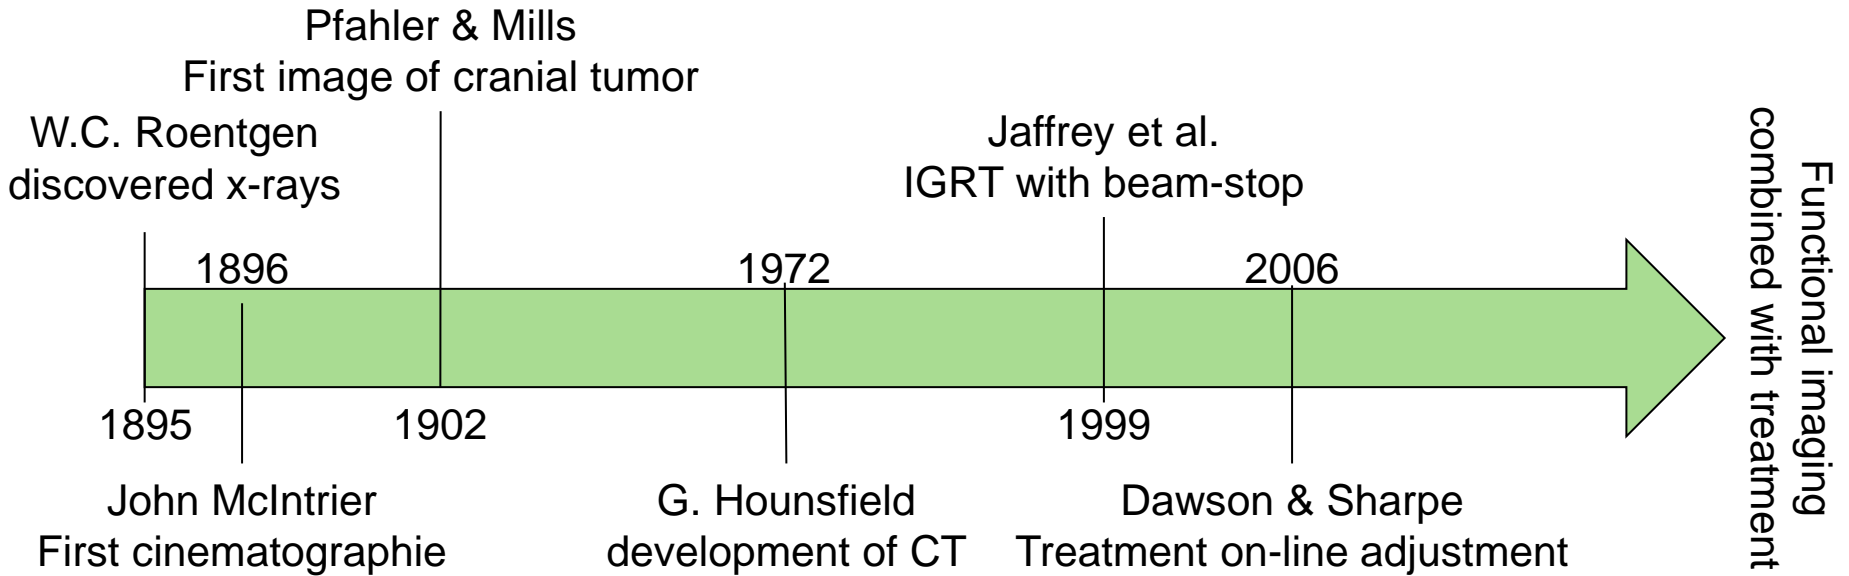 Pfahler & Mills
First image of cranial tumor
W.C. Roentgen
discovered x-rays
Jaffrey et al.
IGRT with beam-stop
1896
1972
2006
1895
1902
1999
John McIntrier
First cinematographie
G. Hounsfield
development of CT
Dawson & Sharpe
Treatment on-line adjustment
Functional imaging
combined with treatment